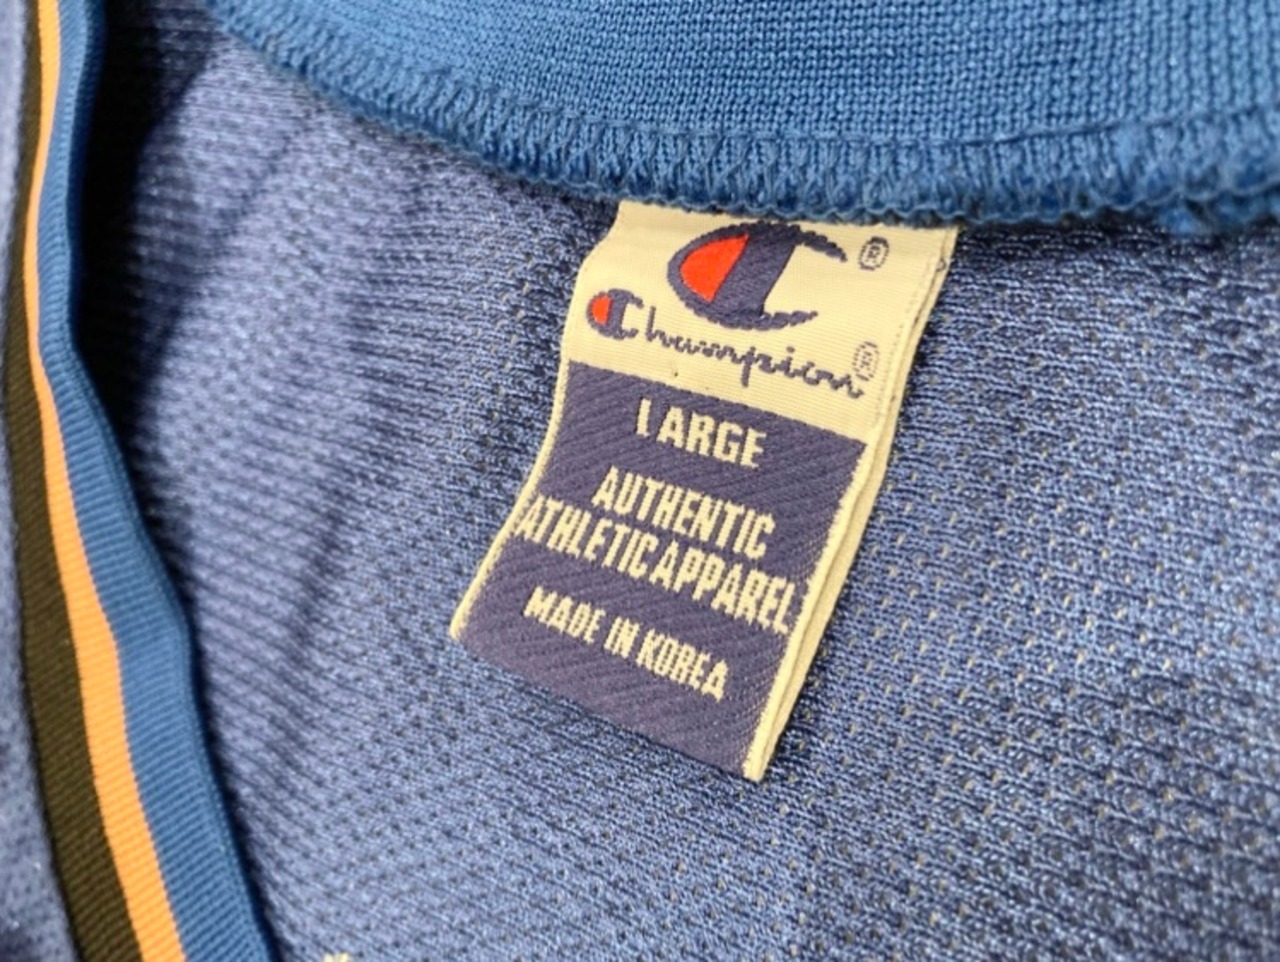 ®
Champion®
LARGE
AUTHENTIC
ATHLETIC APPAREL
MADE IN KOREA